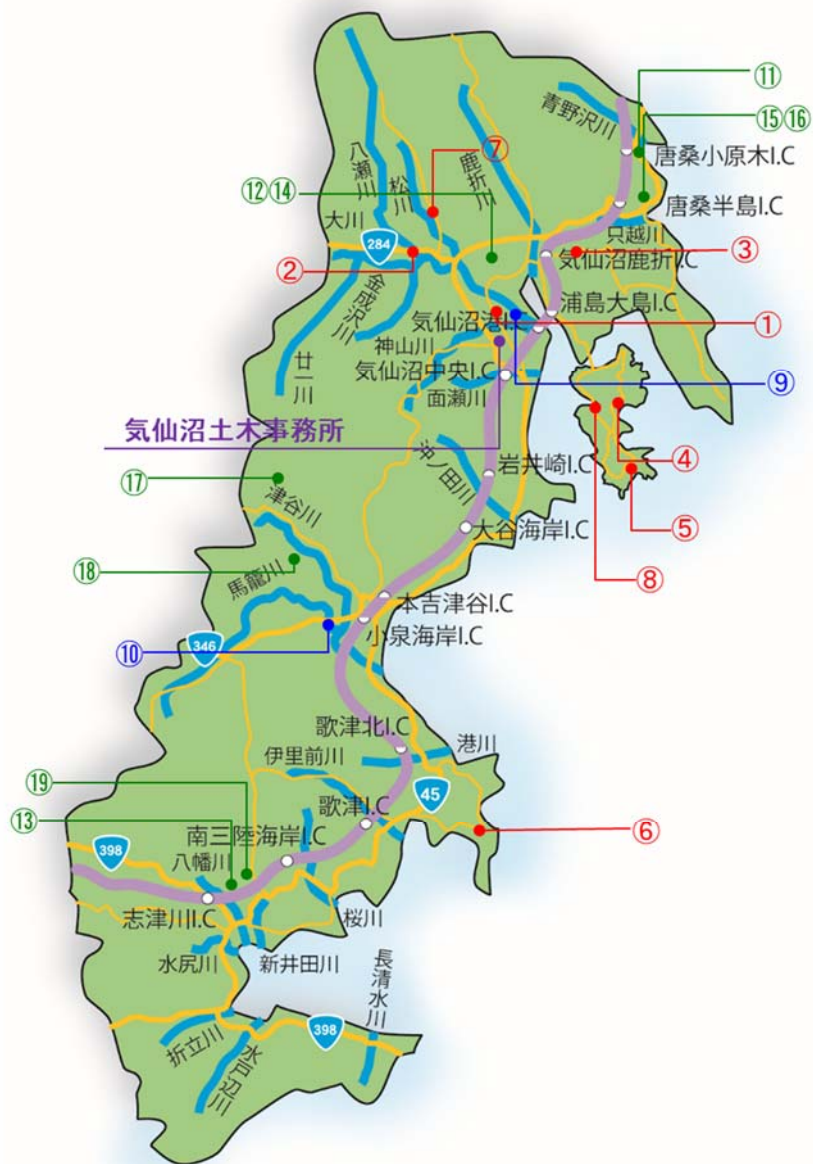 ⑪
青野沢川
⑮⑯
唐桑小原木I.C
⑦
八瀬川
松川
鹿折川
⑫⑭
唐桑半島I.C
大川
284
只越川
②
③
気仙沼鹿折I.C
金成沢川
浦島大島I.C
気仙沼港I.C
①
神山川
廿一川
気仙沼中央I.C
⑨
面瀬川
気仙沼土木事務所
沖ノ田川
④
岩井崎I.C
⑰
津谷川
⑤
大谷海岸I.C
⑱
馬籠川
⑧
本吉津谷I.C
小泉海岸I.C
⑩
346
歌津北I.C
港川
伊里前川
⑲
45
歌津I.C
⑬
南三陸海岸I.C
⑥
398
八幡川
志津川I.C
桜川
水尻川
新井田川
長清水川
398
折立川
水戸辺川